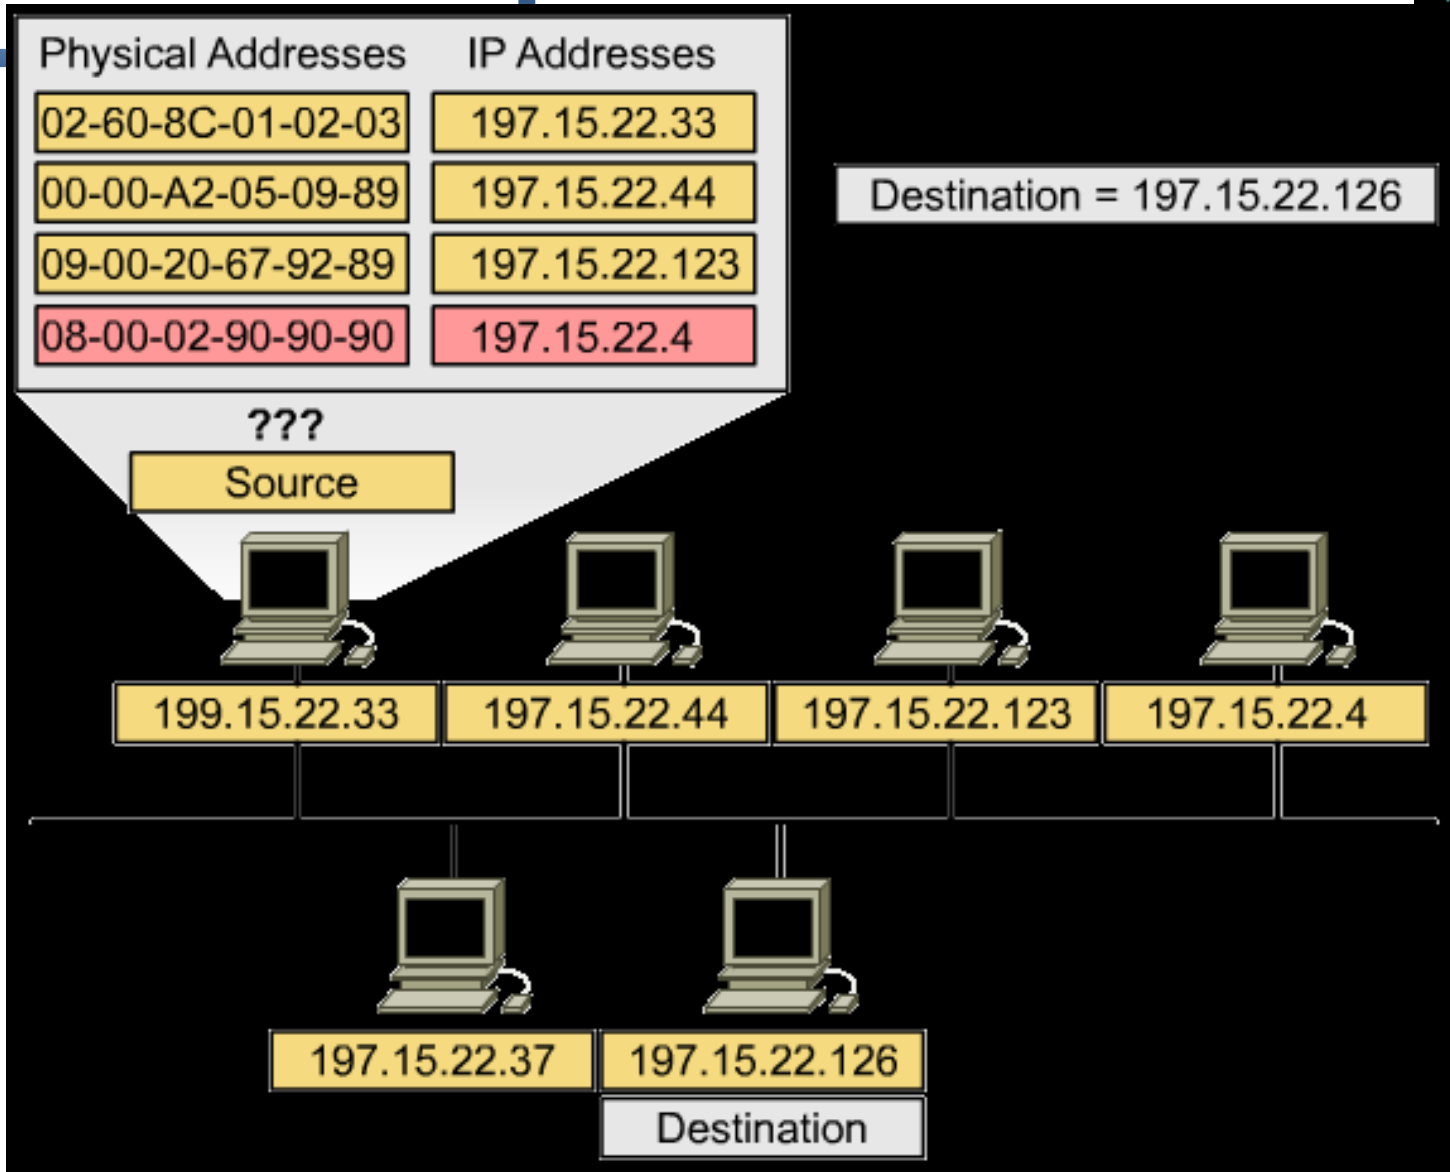 Physical Addresses IP Addresses
02-60-8C-01-02-03 197.15.22.33
00-00-A2-05-09-89 197.15.22.44
09-00-20-67-92-89 197.15.22.123
08-00-02-90-90-90 197.15.22.4
Destination = 197.15.22.126
???
Source
199.15.22.33 197.15.22.44 197.15.22.123 197.15.22.4
197.15.22.37 197.15.22.126
Destination